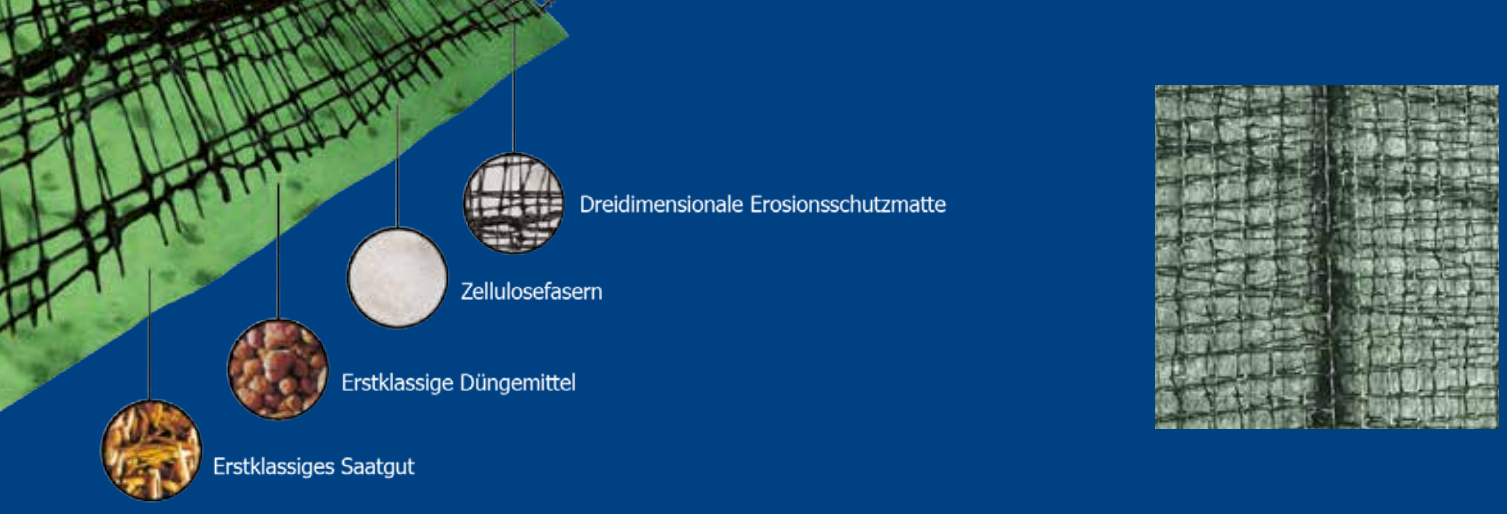 Dreidimensionale Erosionsschutzmatte
Zellulosefasern
Erstklassige Düngemittel
Erstklassiges Saatgut